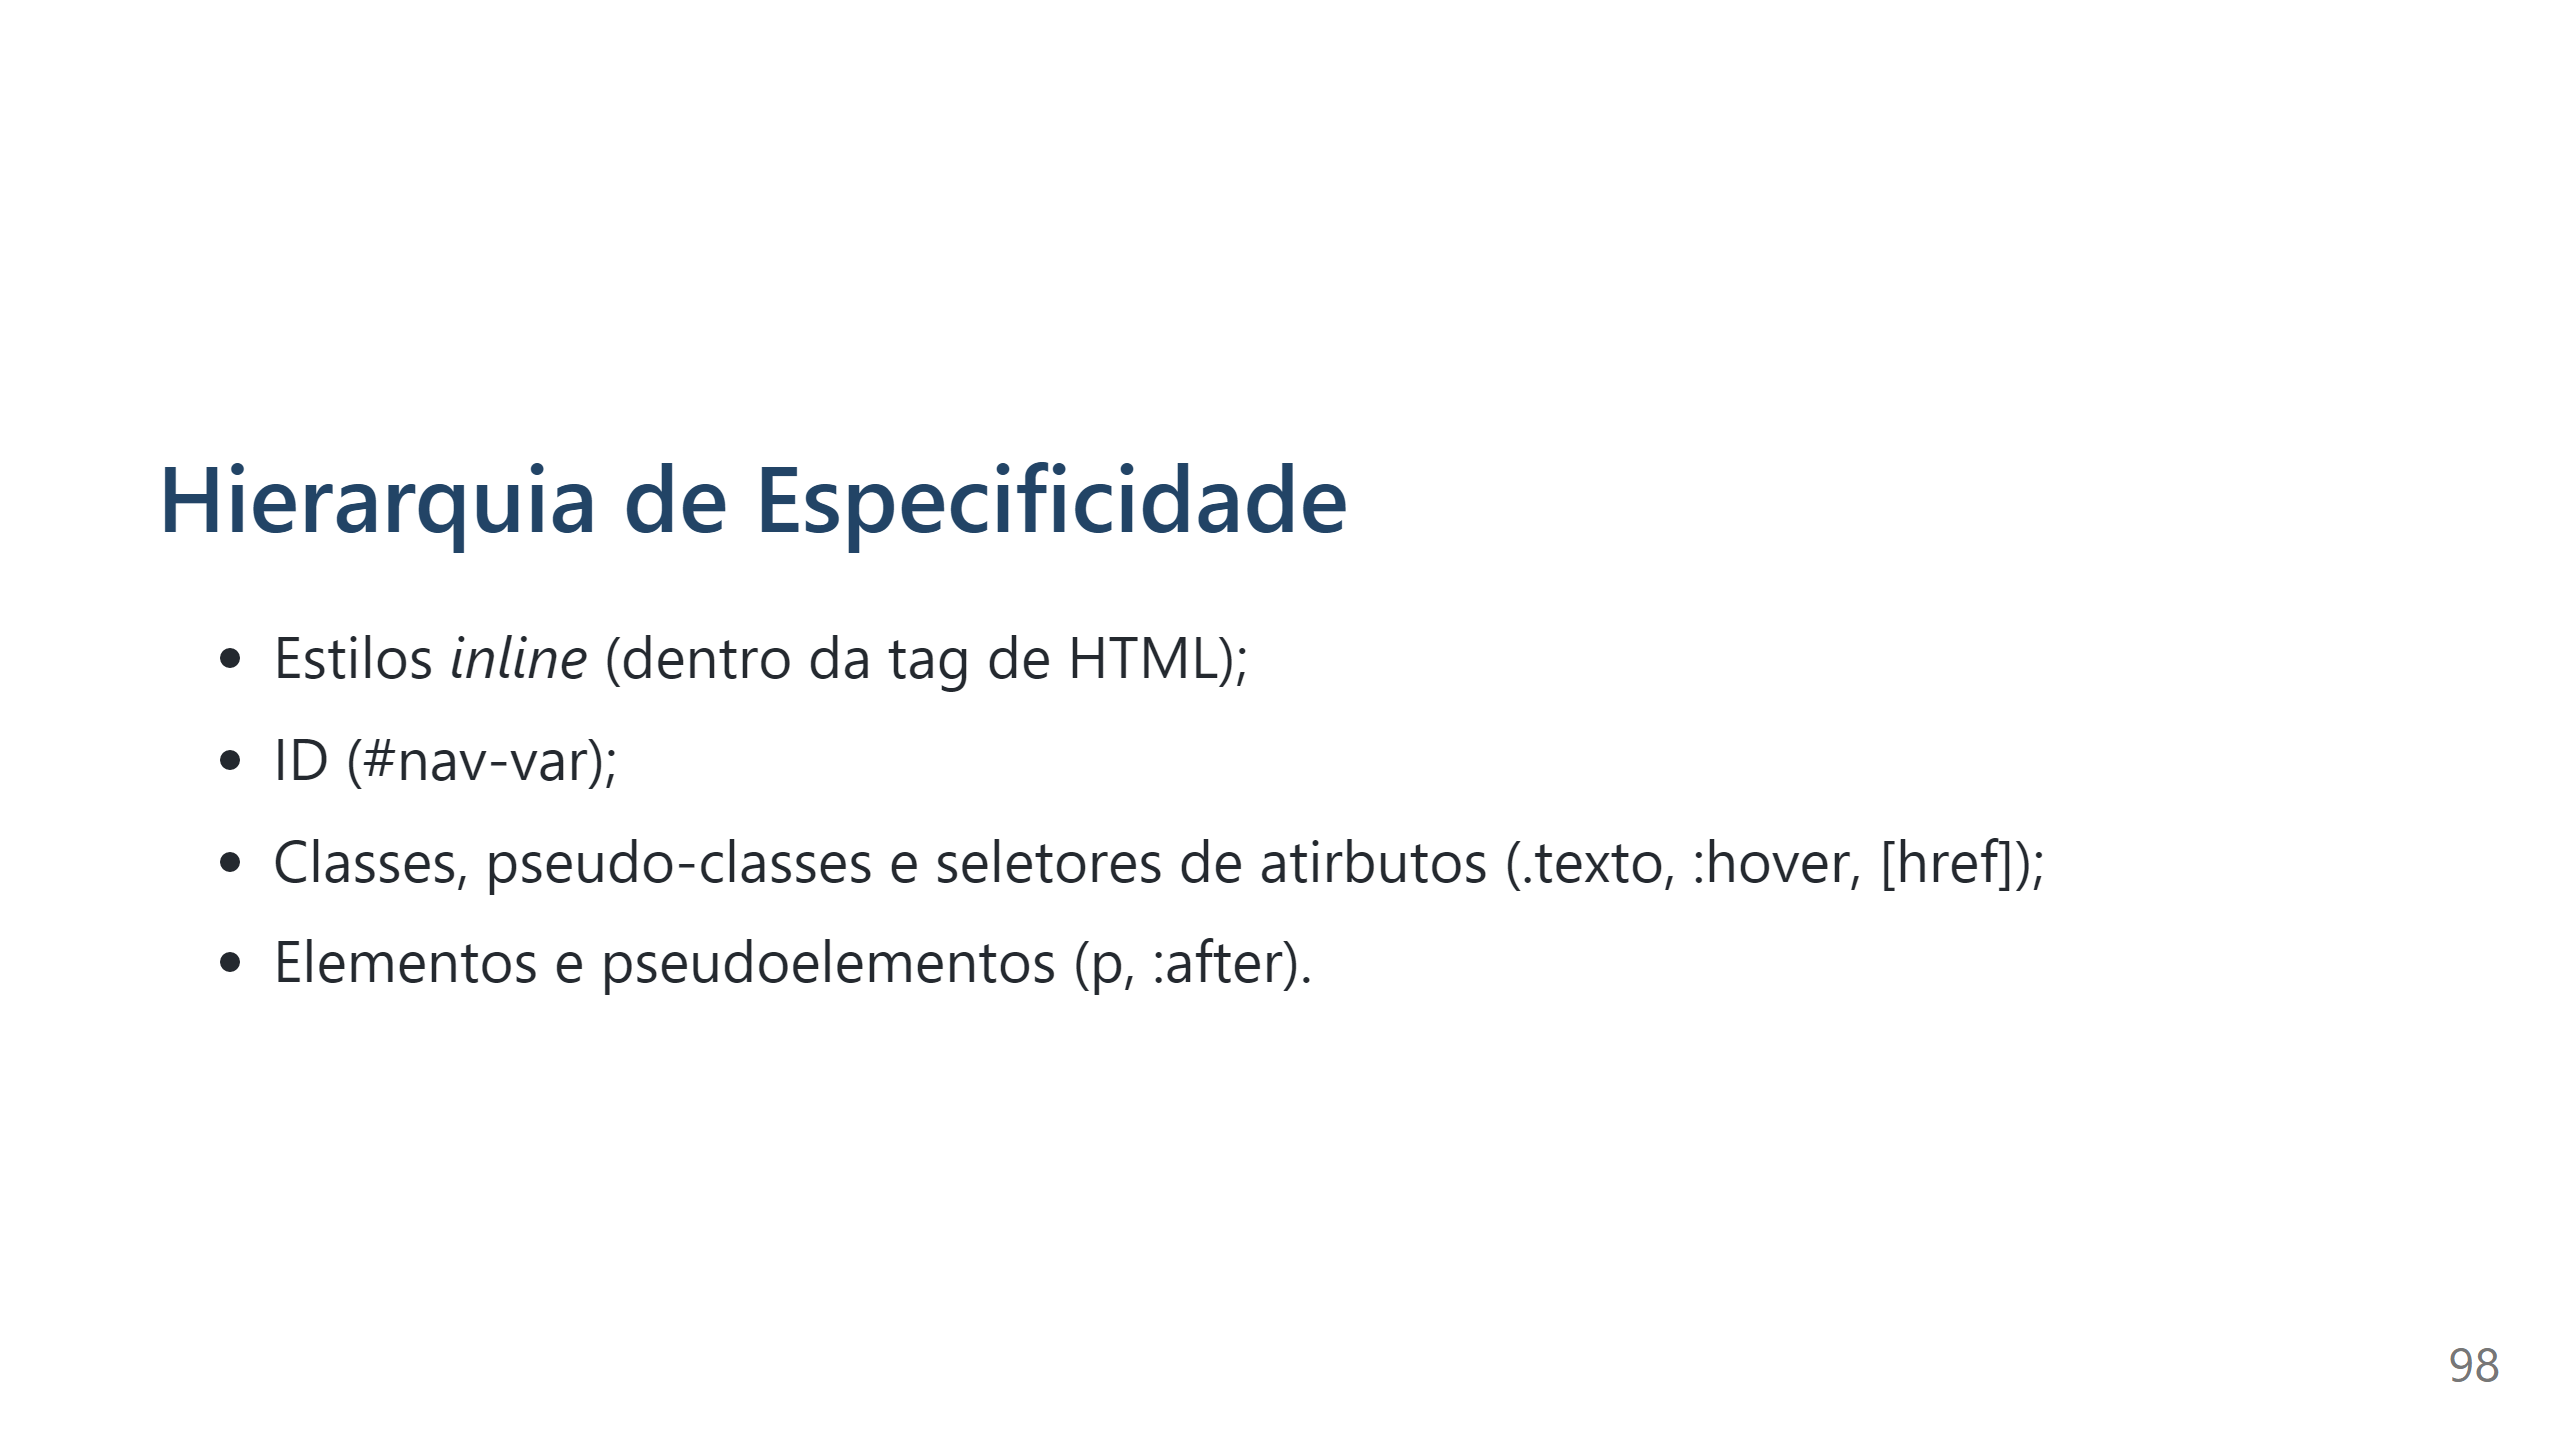 Hierarquia de Especificidade
• Estilos inline (dentro da tag de HTML);
• ID (#nav-var);
• Classes, pseudo-classes e seletores de atirbutos (.texto, :hover, [href]);
• Elementos e pseudoelementos (p, :after).
98